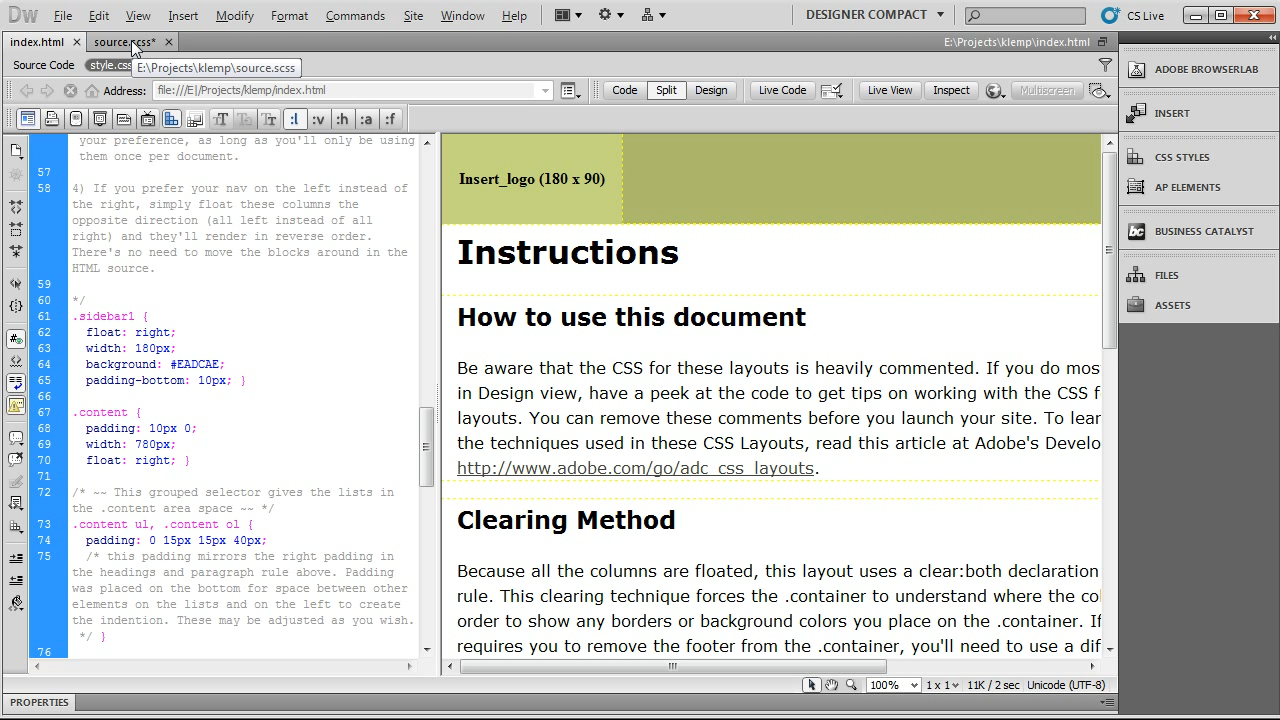 Dw File Edit View Insert Modify Format Commands Site Window Help DESIGNER COMPACT CS Live
index.html source.scss* E:\Projects\klemp\index.html
Source Code style.css E:\Projects\klemp\source.scss
Address: file:///E|/Projects/klemp/index.html Code Split Design Live Code Live View Inspect Multiscreen
:l :v :h :a :f
your preference, as long as you'll only be using
them once per document.
57
58 4) If you prefer your nav on the left instead of
the right, simply float these columns the
opposite direction (all left instead of all
right) and they'll render in reverse order.
There's no need to move the blocks around in the
HTML source.
59
60 */
61 .sidebar1 {
62 float: right;
63 width: 180px;
64 background: #EADCAE;
65 padding-bottom: 10px; }
66
67 .content {
68 padding: 10px 0;
69 width: 780px;
70 float: right; }
71
72 /* ~~ This grouped selector gives the lists in
the .content area space ~~ */
73 .content ul, .content ol {
74 padding: 0 15px 15px 40px;
75 /* this padding mirrors the right padding in
the headings and paragraph rule above. Padding
was placed on the bottom for space between other
elements on the lists and on the left to create
the indention. These may be adjusted as you wish.
*/ }
76
Insert_logo (180 x 90)
Instructions
How to use this document
Be aware that the CSS for these layouts is heavily commented. If you do mos
in Design view, have a peek at the code to get tips on working with the CSS f
layouts. You can remove these comments before you launch your site. To lear
the techniques used in these CSS Layouts, read this article at Adobe's Develo
http://www.adobe.com/go/adc_css_layouts.
Clearing Method
Because all the columns are floated, this layout uses a clear:both declaration
rule. This clearing technique forces the .container to understand where the co
order to show any borders or background colors you place on the .container. If
requires you to remove the footer from the .container, you'll need to use a dif
100% 1 x 1 11K / 2 sec Unicode (UTF-8)
PROPERTIES
ADOBE BROWSERLAB
INSERT
CSS STYLES
AP ELEMENTS
BUSINESS CATALYST
FILES
ASSETS